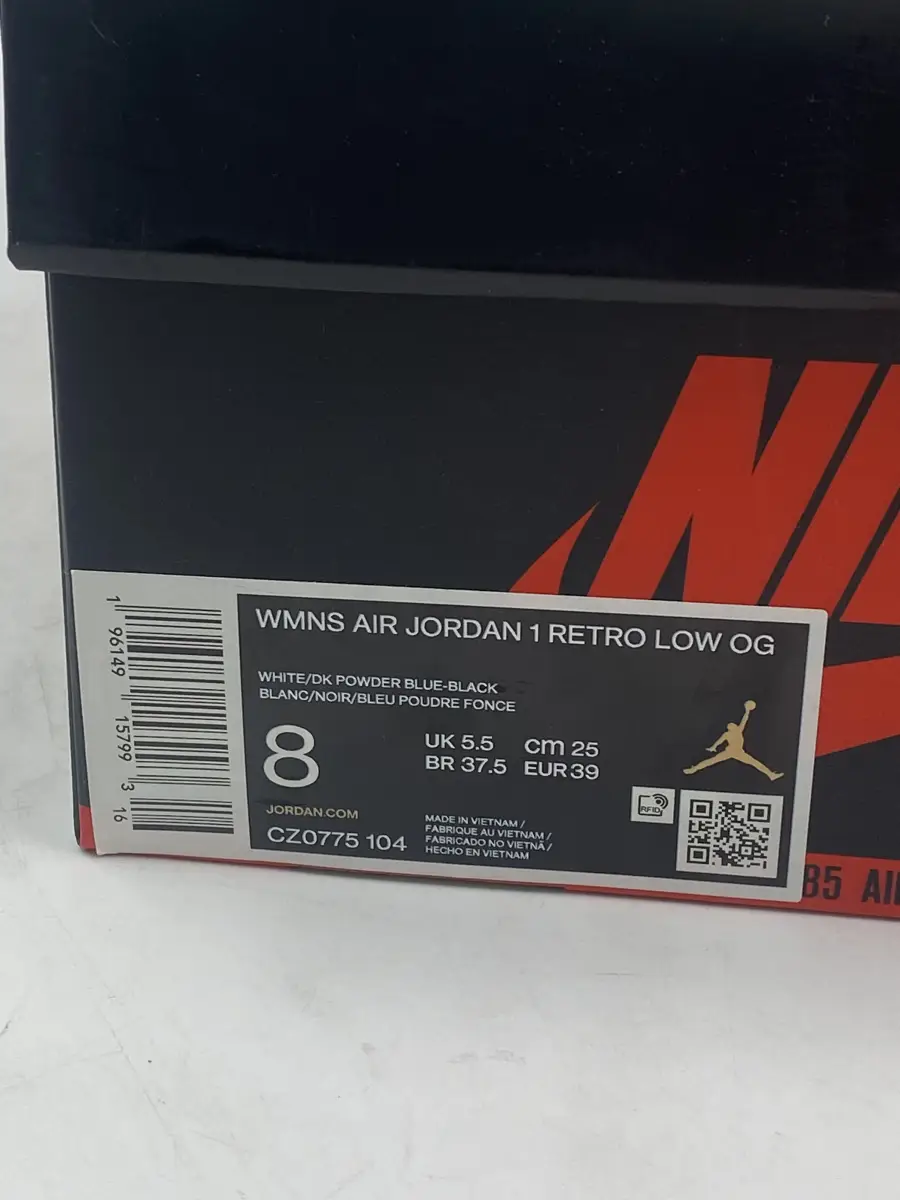 WMNS AIR JORDAN 1 RETRO LOW OG
WHITE/DK POWDER BLUE-BLACK
BLANC/NOIR/BLEU POUDRE FONCE
8
UK 5.5 cm 25
BR 37.5 EUR 39
JORDAN.COM
CZ0775 104
MADE IN VIETNAM /
FABRIQUE AU VIETNAM /
FABRICADO NO VIETNÃ /
HECHO EN VIETNAM
RFID
1 96149 15799 3 16
85 AI